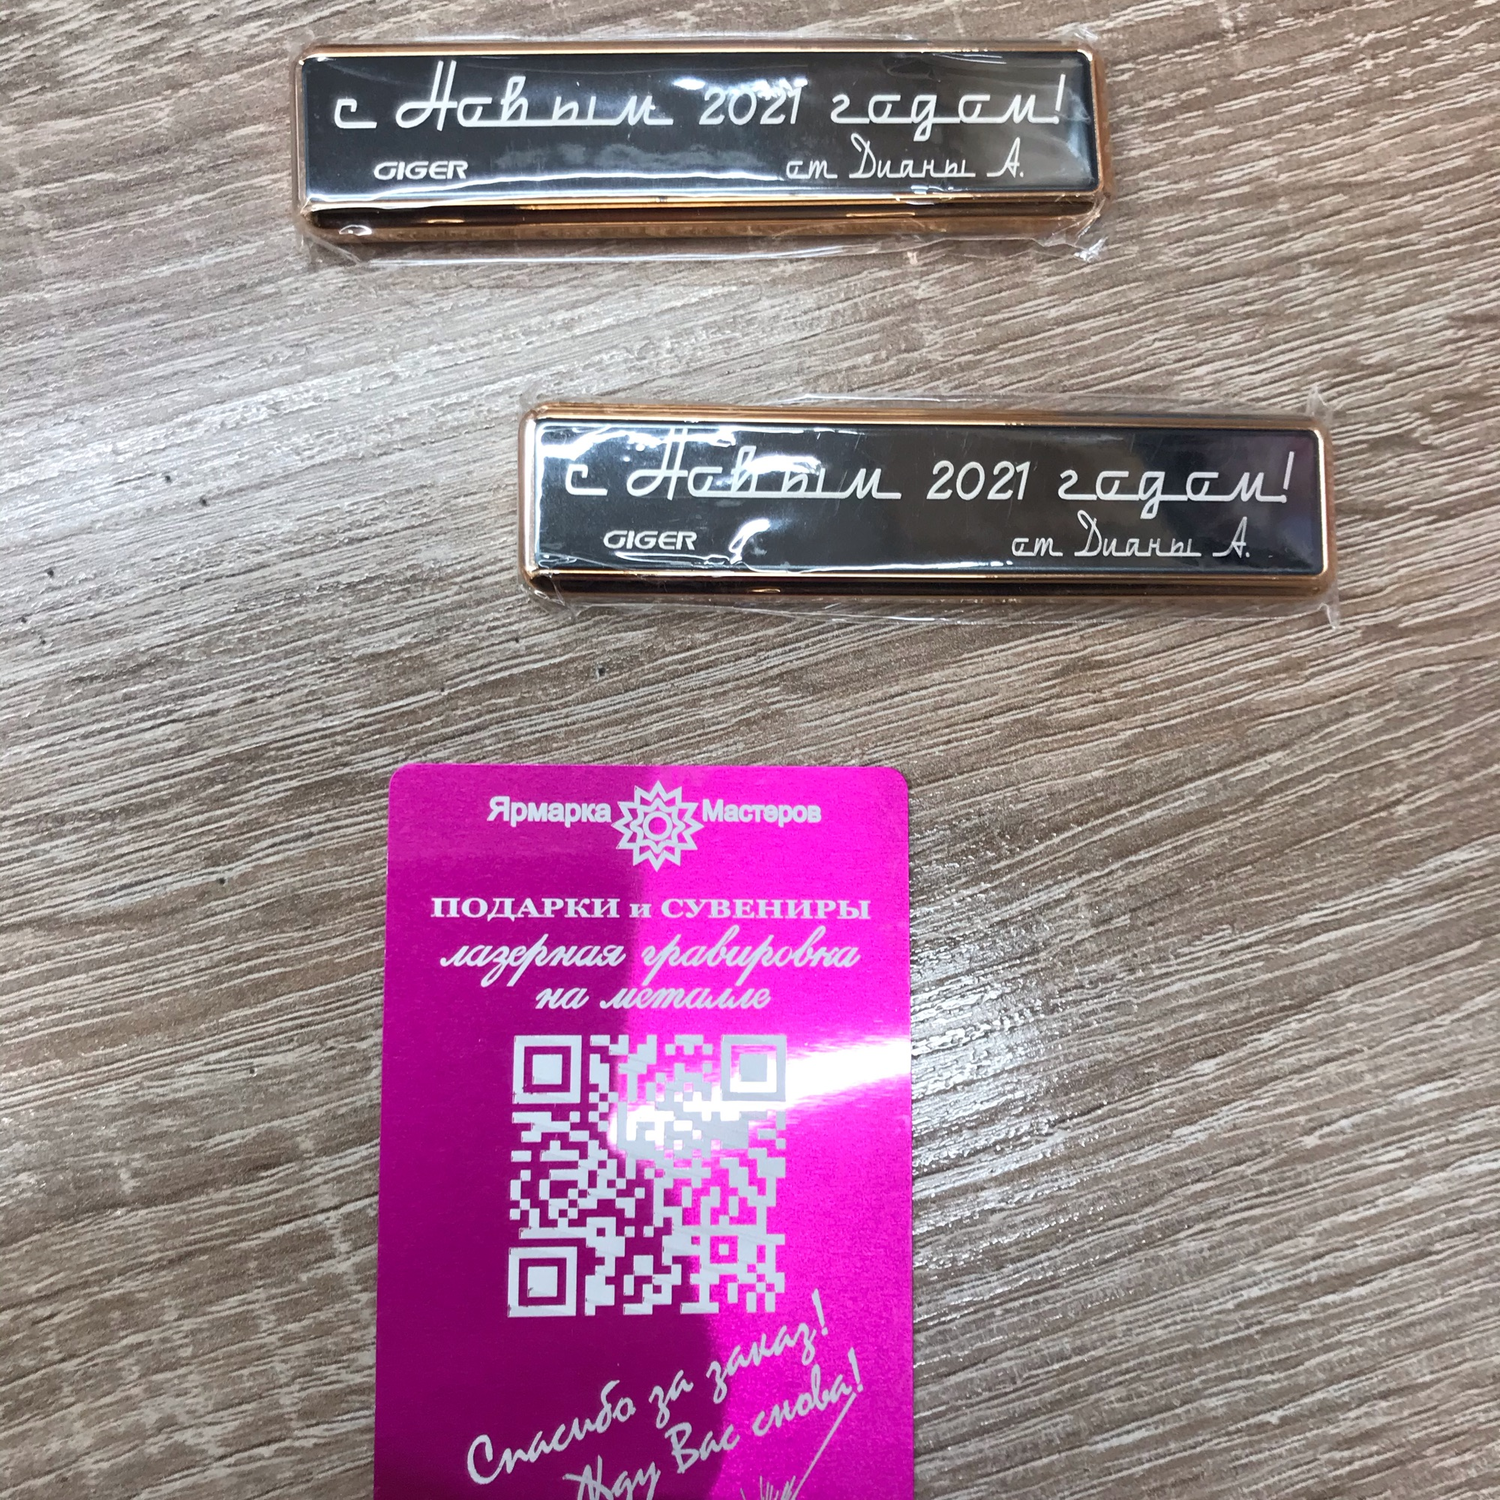 с Новым 2021 годом!
GIGER от Дианы А.
с Новым 2021 годом!
GIGER от Дианы А.
Ярмарка Мастеров
ПОДАРКИ и СУВЕНИРЫ
лазерная гравировка
на металле
Спасибо за заказ!
Жду Вас снова!